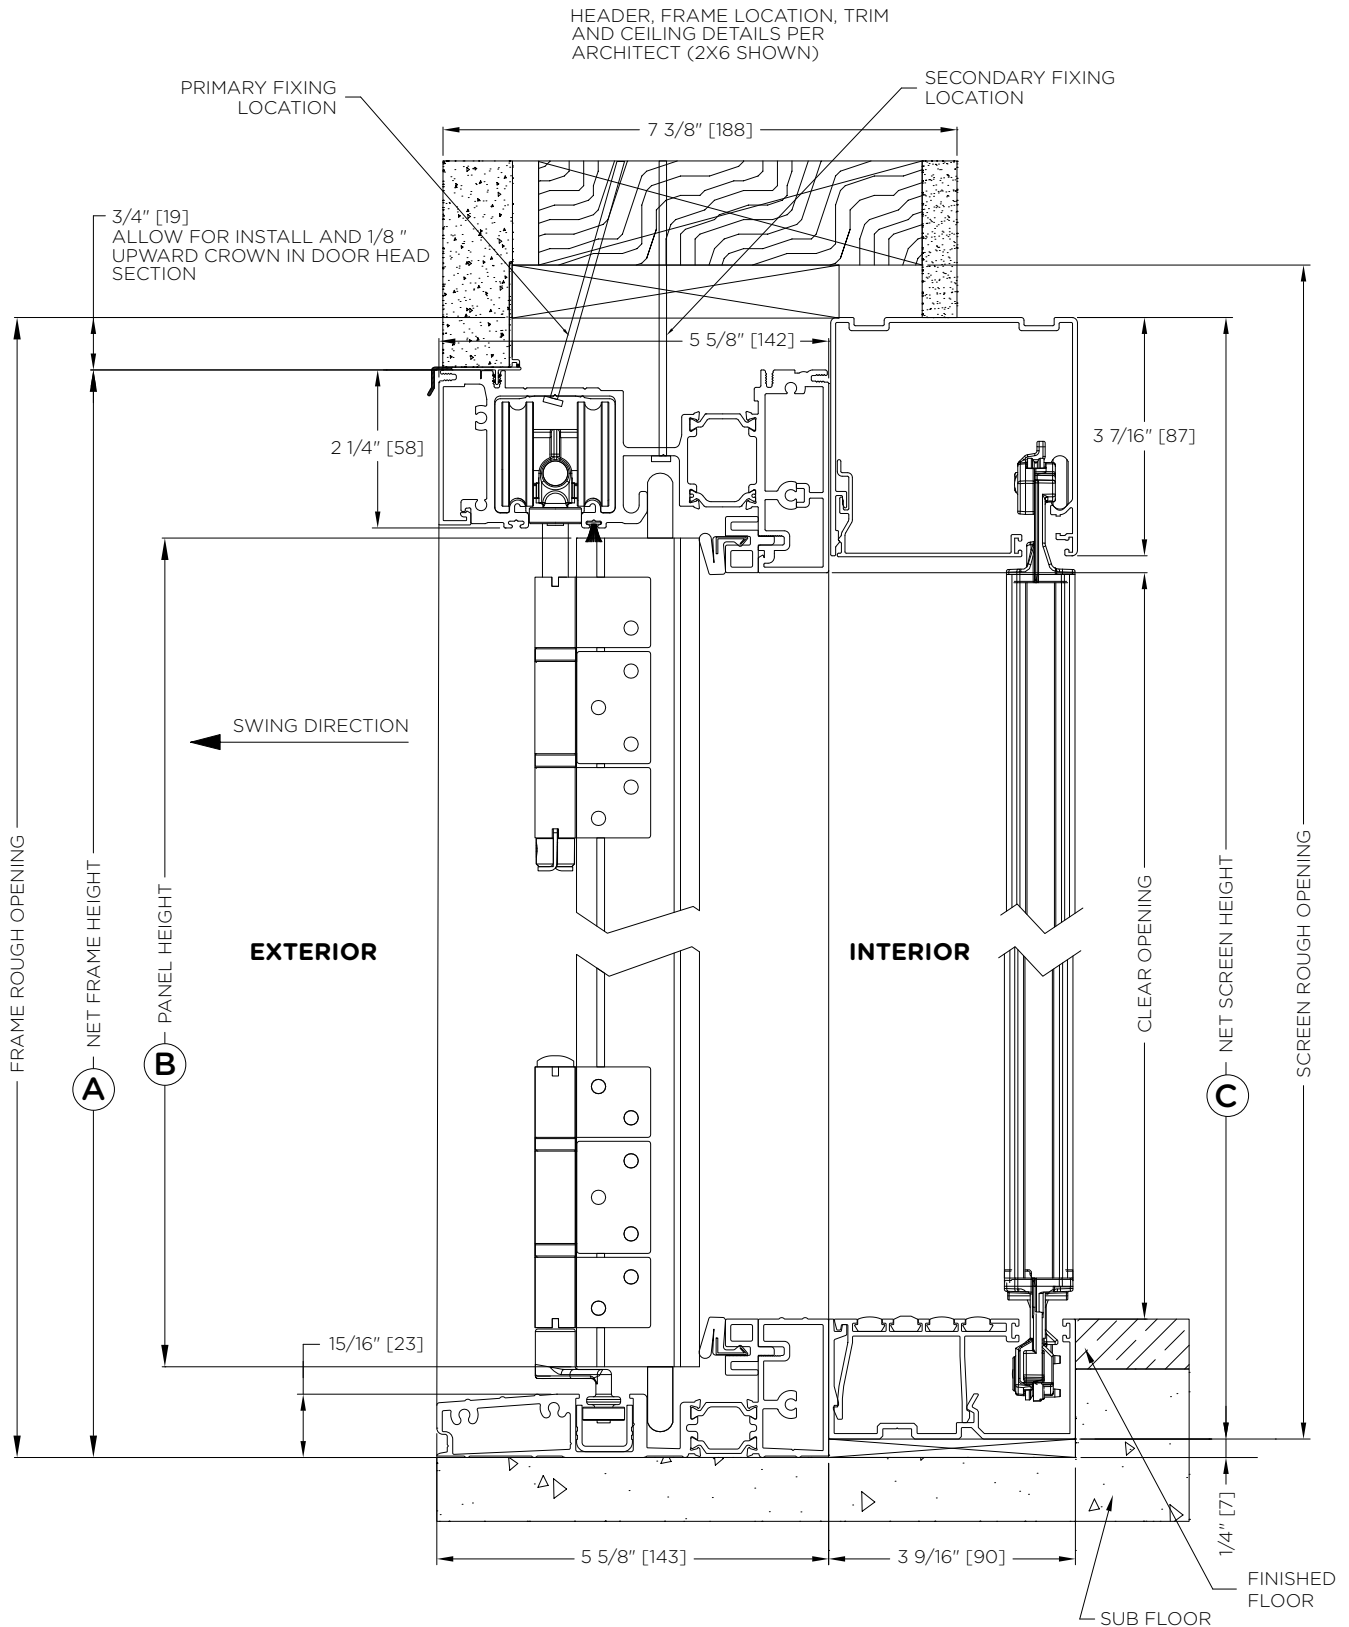 HEADER, FRAME LOCATION, TRIM
AND CEILING DETAILS PER
ARCHITECT (2X6 SHOWN)
PRIMARY FIXING
LOCATION
SECONDARY FIXING
LOCATION
7 3/8" [188]
3/4" [19]
ALLOW FOR INSTALL AND 1/8 "
UPWARD CROWN IN DOOR HEAD
SECTION
5 5/8" [142]
2 1/4" [58]
3 7/16" [87]
SWING DIRECTION
FRAME ROUGH OPENING
NET FRAME HEIGHT
A
PANEL HEIGHT
B
EXTERIOR
INTERIOR
CLEAR OPENING
NET SCREEN HEIGHT
C
SCREEN ROUGH OPENING
15/16" [23]
1/4" [7]
5 5/8" [143]
3 9/16" [90]
FINISHED
FLOOR
SUB FLOOR